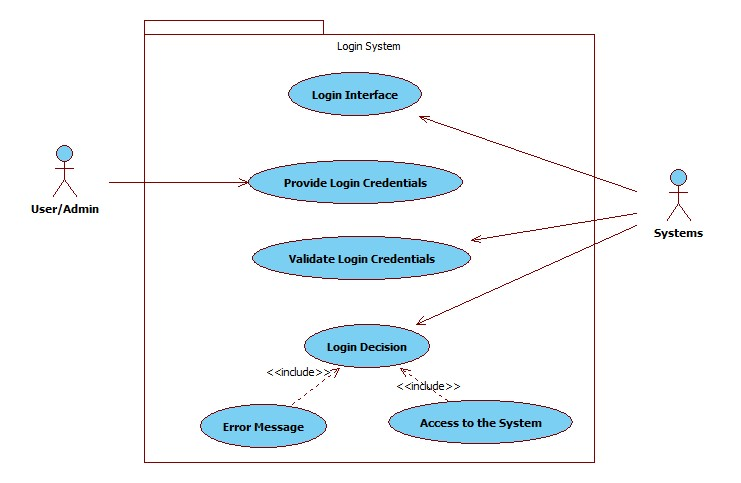 Login System
Login Interface
User/Admin
Provide Login Credentials
Systems
Validate Login Credentials
Login Decision
<<include>>
<<include>>
Error Message
Access to the System